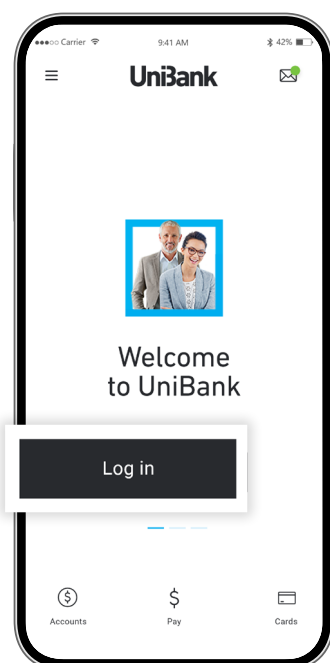 Carrier 9:41 AM 42%
UniBank
Welcome
to UniBank
Log in
Accounts Pay Cards